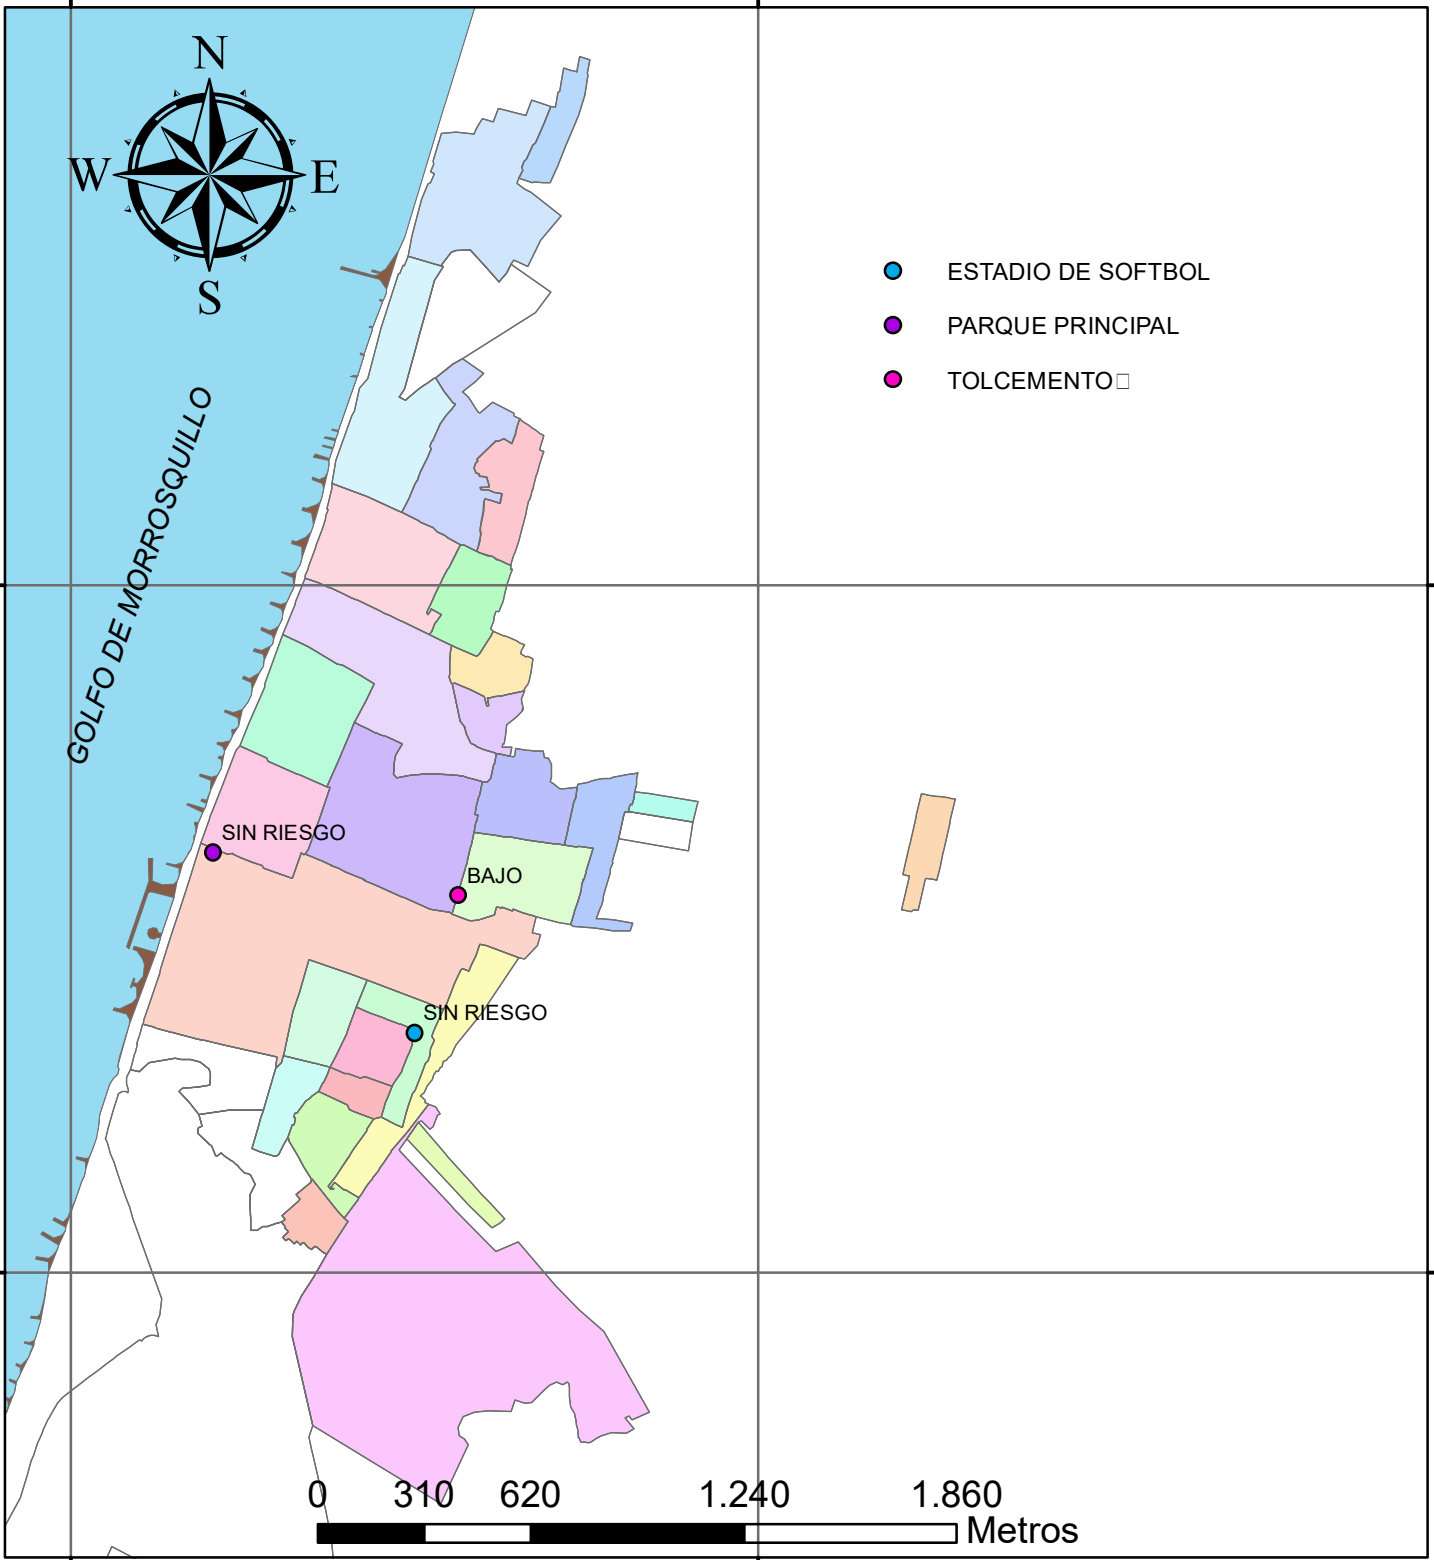 N
W
E
S
ESTADIO DE SOFTBOL
PARQUE PRINCIPAL
TOLCEMENTO□
GOLFO DE MORROSQUILLO
SIN RIESGO
BAJO
SIN RIESGO
0 310 620 1.240 1.860
Metros